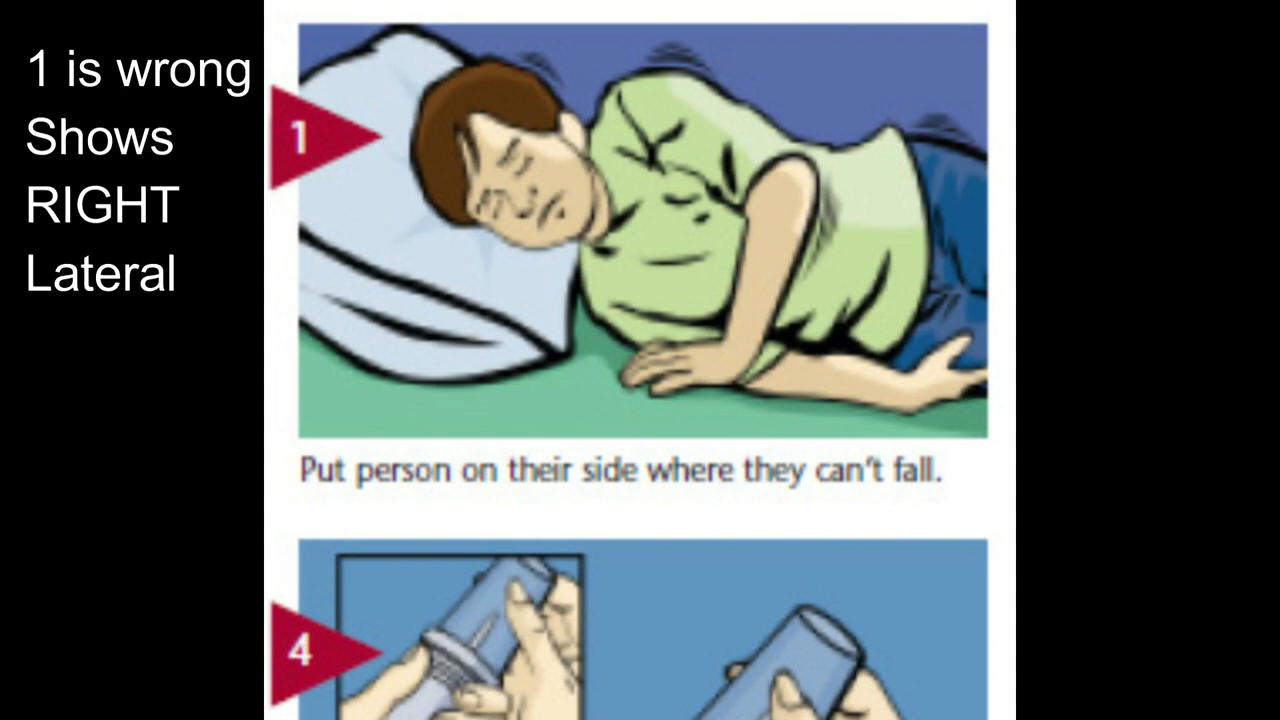 1 is wrong
Shows
RIGHT
Lateral
1
Put person on their side where they can't fall.
4